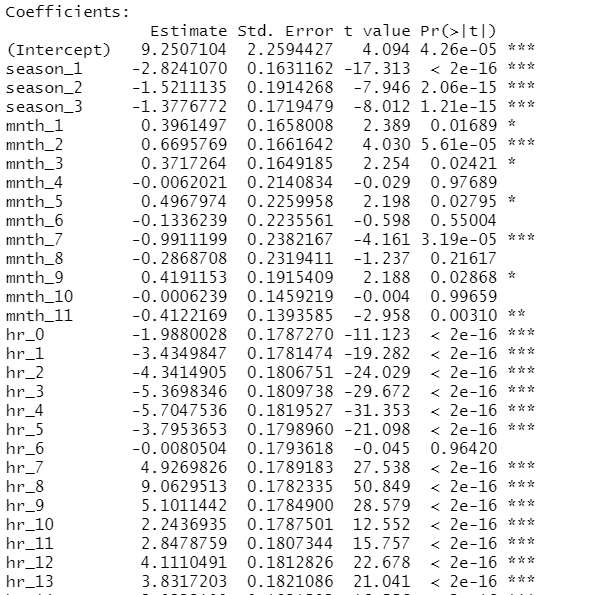 Coefficients:
Estimate Std. Error t value Pr(>|t|)
(Intercept) 9.2507104 2.2594427 4.094 4.26e-05 ***
season_1 -2.8241070 0.1631162 -17.313 < 2e-16 ***
season_2 -1.5211135 0.1914268 -7.946 2.06e-15 ***
season_3 -1.3776772 0.1719479 -8.012 1.21e-15 ***
mnth_1 0.3961497 0.1658008 2.389 0.01689 *
mnth_2 0.6695769 0.1661642 4.030 5.61e-05 ***
mnth_3 0.3717264 0.1649185 2.254 0.02421 *
mnth_4 -0.0062021 0.2140834 -0.029 0.97689
mnth_5 0.4967974 0.2259958 2.198 0.02795 *
mnth_6 -0.1336239 0.2235561 -0.598 0.55004
mnth_7 -0.9911199 0.2382167 -4.161 3.19e-05 ***
mnth_8 -0.2868708 0.2319411 -1.237 0.21617
mnth_9 0.4191153 0.1915409 2.188 0.02868 *
mnth_10 -0.0006239 0.1459219 -0.004 0.99659
mnth_11 -0.4122169 0.1393585 -2.958 0.00310 **
hr_0 -1.9880028 0.1787270 -11.123 < 2e-16 ***
hr_1 -3.4349847 0.1781474 -19.282 < 2e-16 ***
hr_2 -4.3414905 0.1806751 -24.029 < 2e-16 ***
hr_3 -5.3698346 0.1809738 -29.672 < 2e-16 ***
hr_4 -5.7047536 0.1819527 -31.353 < 2e-16 ***
hr_5 -3.7953653 0.1798960 -21.098 < 2e-16 ***
hr_6 -0.0080504 0.1793618 -0.045 0.96420
hr_7 4.9269826 0.1789183 27.538 < 2e-16 ***
hr_8 9.0629513 0.1782335 50.849 < 2e-16 ***
hr_9 5.1011442 0.1784900 28.579 < 2e-16 ***
hr_10 2.2436935 0.1787501 12.552 < 2e-16 ***
hr_11 2.8478759 0.1807344 15.757 < 2e-16 ***
hr_12 4.1110491 0.1812826 22.678 < 2e-16 ***
hr_13 3.8317203 0.1821086 21.041 < 2e-16 ***